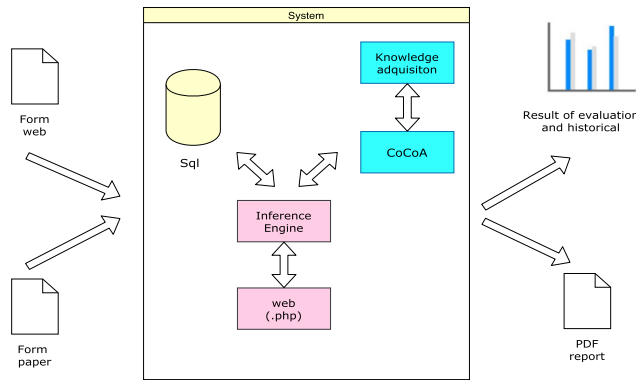 System
Knowledge
adquisiton
Form
web
Result of evaluation
and historical
Sql
CoCoA
Inference
Engine
web
(.php)
Form
paper
PDF
report